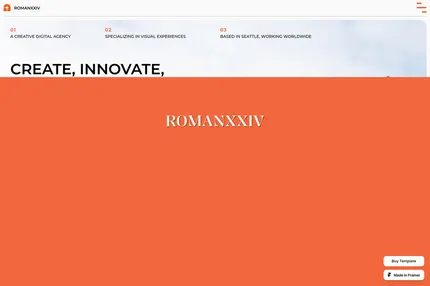 ROMANXXIV
01
A CREATIVE DIGITAL AGENCY
02
SPECIALIZING IN VISUAL EXPERIENCES
03
BASED IN SEATTLE, WORKING WORLDWIDE
CREATE, INNOVATE,
ROMANXXIV
Buy Template
Made in Framer